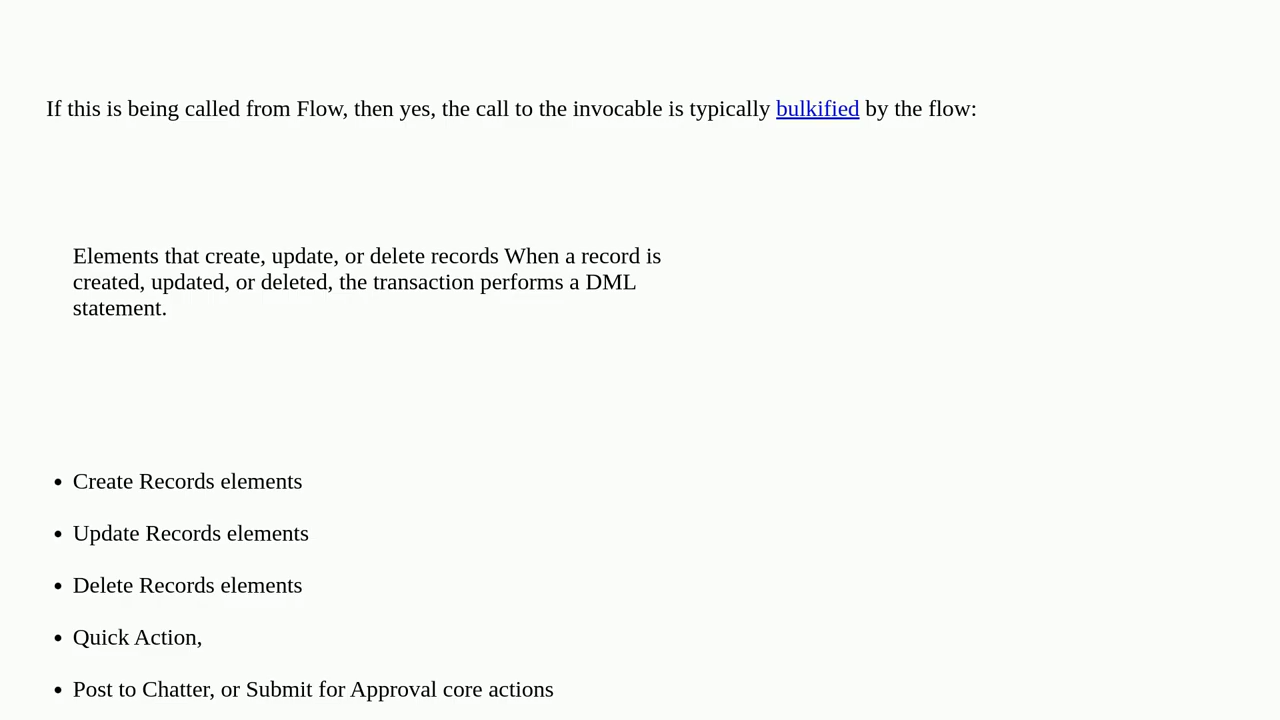 If this is being called from Flow, then yes, the call to the invocable is typically bulkified by the flow:
Elements that create, update, or delete records When a record is
created, updated, or deleted, the transaction performs a DML
statement.
• Create Records elements
• Update Records elements
• Delete Records elements
• Quick Action,
• Post to Chatter, or Submit for Approval core actions